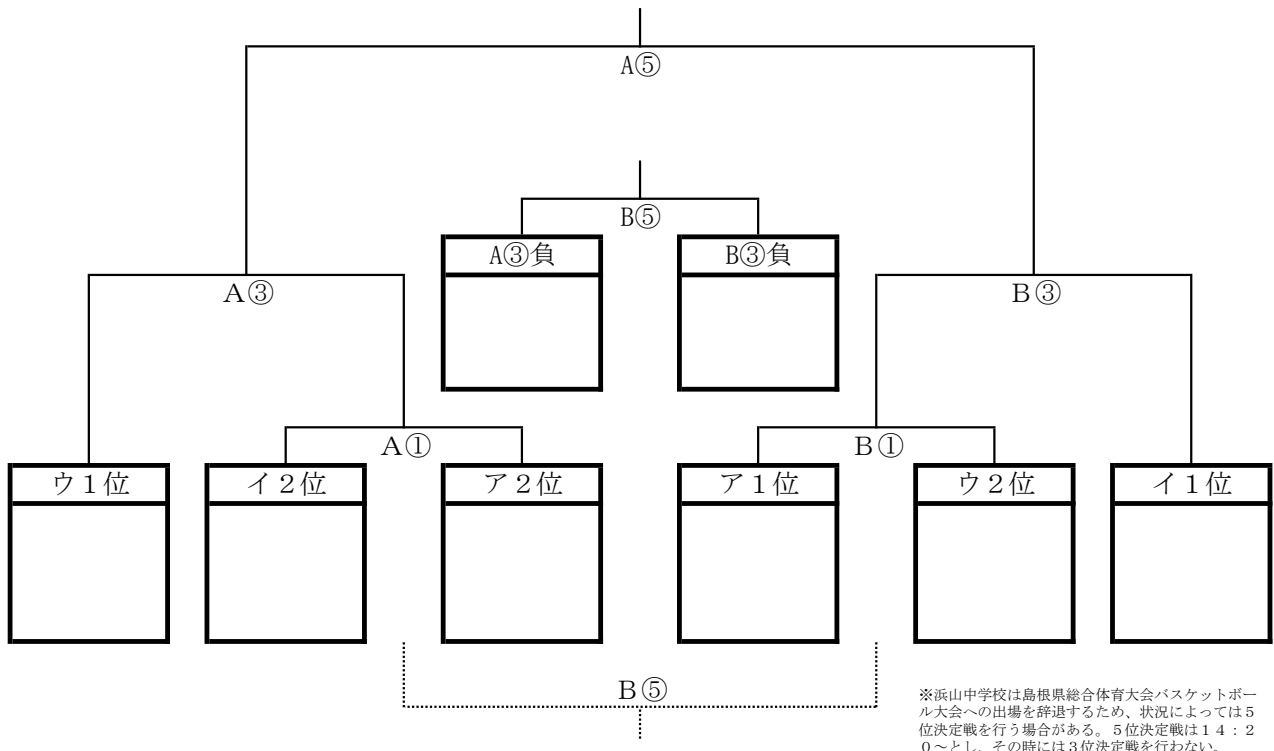 A⑤
B⑤
A③負
B③負
A③
B③
A①
B①
ウ１位
イ２位
ア２位
ア１位
ウ２位
イ１位
B⑤
※浜山中学校は島根県総合体育大会バスケットボー
ル大会への出場を辞退するため、状況によっては５
位決定戦を行う場合がある。５位決定戦は１４：２
０～とし、その時には３位決定戦を行わない。